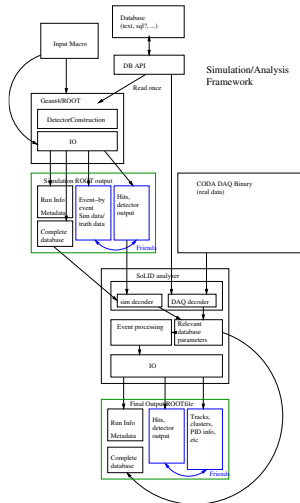 Database
(text, sql?, ...)
Input Macro
DB API
Simulation/Analysis
Framework
Read once
Geant4/ROOT
DetectorConstruction
IO
Simulation ROOT output
Run Info
Metadata
Complete
database
Event-by
event
Sim data/
truth data
Hits,
detector
output
Friends
CODA DAQ Binary
(real data)
SoLID analyzer
sim decoder
DAQ decoder
Event processing
Relevant
database
parameters
IO
Final Output ROOTfile
Run Info
Metadata
Complete
database
Hits,
detector
output
Tracks,
clusters,
PID info,
etc
Friends